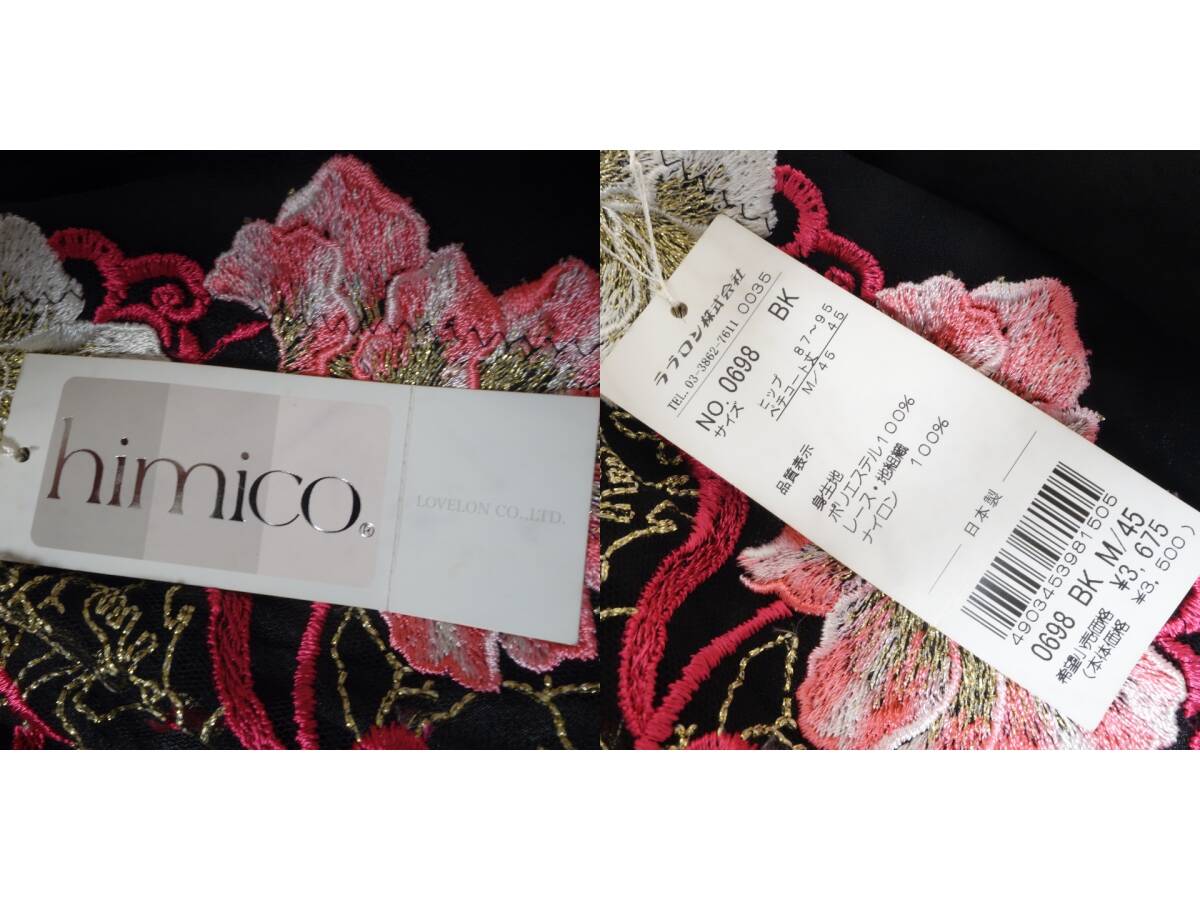 himico®
LOVELON CO.,LTD.
ララロン株式会社
TEL. 03-3862-7611 0035
NO. 0698 BK
サイズ
ヒップ 87~95
ペチコート丈 45
M/45
品質表示
身生地
ポリエステル100%
レース・地組織
ナイロン 100%
日本製
4903453981505
0698 BK M/45
希望小売価格 ¥3,675
(本体価格 ¥3,500)